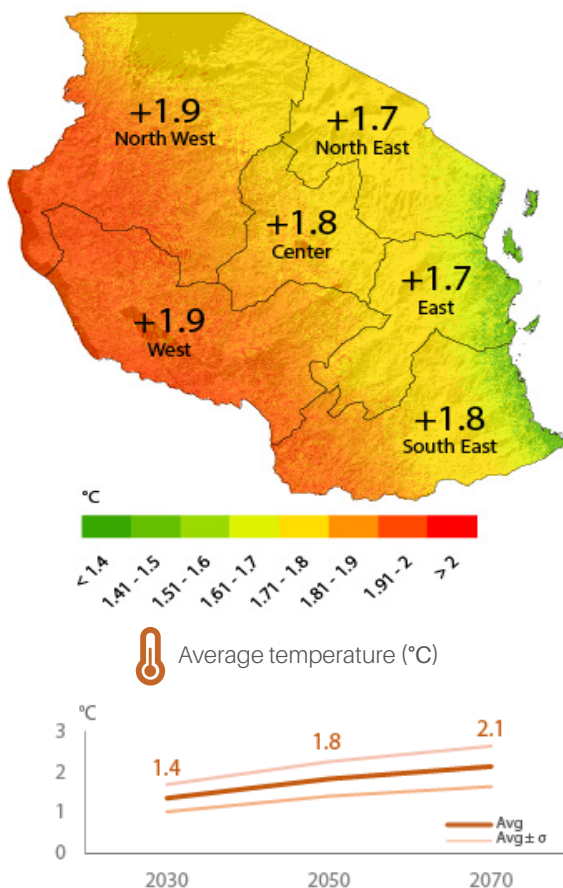 +1.9
North West
+1.7
North East
+1.8
Center
+1.7
East
+1.9
West
+1.8
South East
°C
< 1.4
1.41 - 1.5
1.51 - 1.6
1.61 - 1.7
1.71 - 1.8
1.81 - 1.9
1.91 - 2
> 2
Average temperature (°C)
°C
3
2
1
0
1.4
1.8
2.1
Avg
Avg ± σ
2030
2050
2070